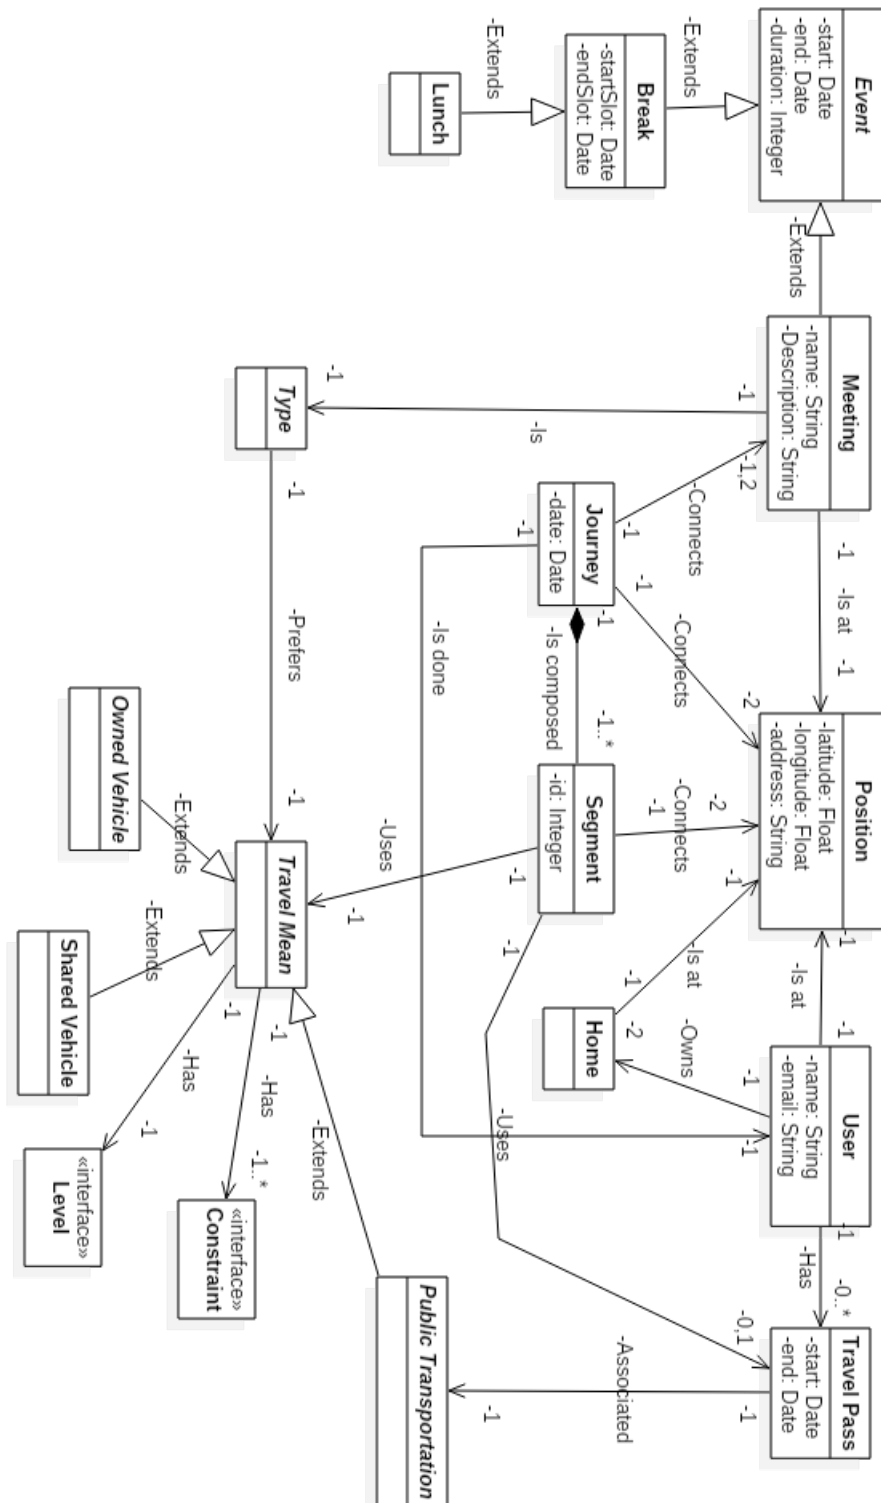 Event
-start: Date
-end: Date
-duration: Integer
-Extends
Break
-startSlot: Date
-endSlot: Date
-Extends
Lunch
-Extends
Meeting
-name: String
-Description: String
-1
-Is
-1
Type
-1
-Prefers
-1
-1,2
-Connects
-1
Journey
-date: Date
-1
-Connects
-2
-1
-Is at
-1
Position
-latitude: Float
-longitude: Float
-address: String
-1
-Is composed
-1..*
Segment
-id: Integer
-2
-Connects
-1
-1
-Is done
-1
-1
-Uses
-1
Travel Mean
Owned Vehicle
-Extends
Shared Vehicle
-Extends
-1
-Has
-1
«interface»
Level
-1
-Has
-1..*
«interface»
Constraint
-Extends
Public Transportation
-1
-Uses
-0,1
Home
-1
-Is at
-1
-2
-Owns
-1
User
-name: String
-email: String
-1
-Is at
-1
-1
-Has
-0..*
Travel Pass
-start: Date
-end: Date
-1
-Associated
-1